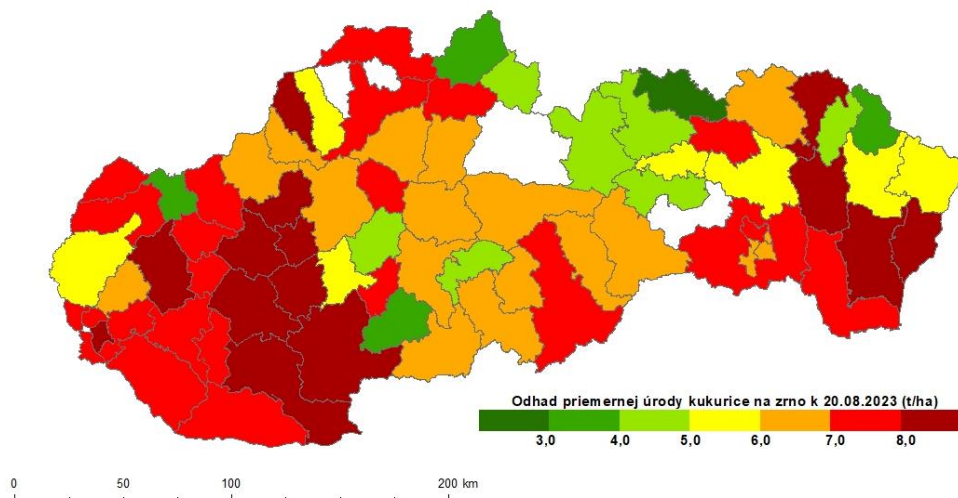 Odhad priemernej úrody kukurice na zrno k 20.08.2023 (t/ha)
3,0 4,0 5,0 6,0 7,0 8,0
0 50 100 200 km